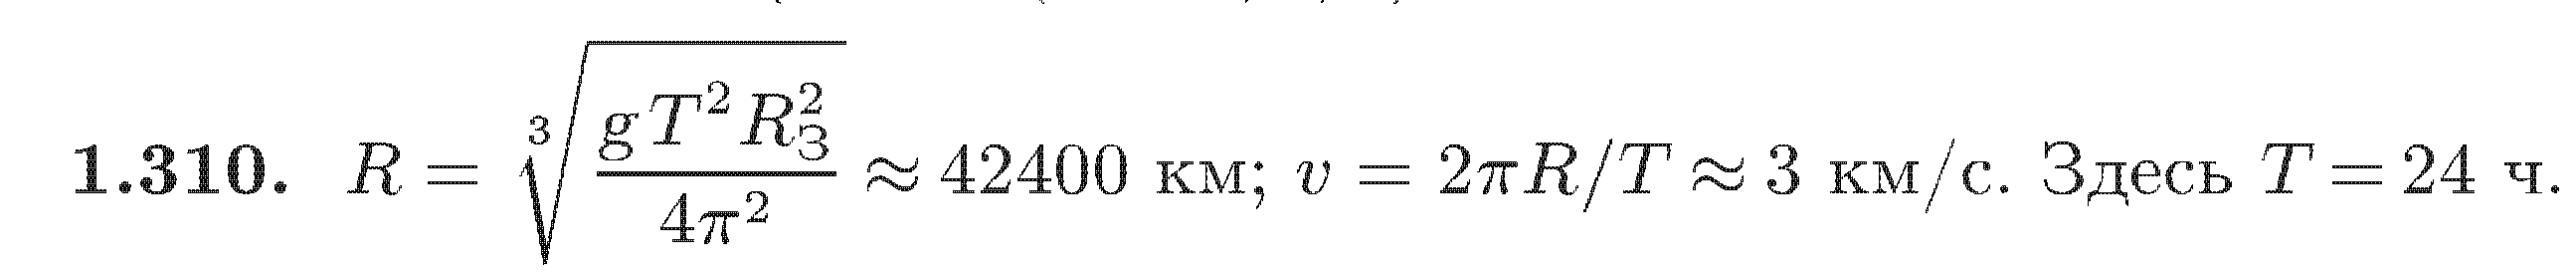 1.310. R = ∛(gT²R_З²/4π²) ≈ 42400 км; v = 2πR/T ≈ 3 км/с. Здесь T = 24 ч.